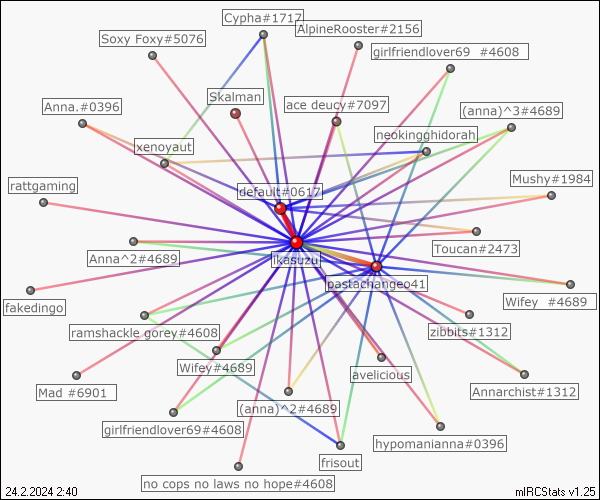 Cypha#1717
AlpineRooster#2156
Soxy Foxy#5076
girlfriendlover69 #4608
Skalman
ace deucy#7097
Anna.#0396
(anna)^3#4689
neokingghidorah
xenoyaut
rattgaming
default#0617
Mushy#1984
Toucan#2473
Anna^2#4689
ikasuzu
pastachangeo41
fakedingo
Wifey #4689
ramshackle gorey#4608
zibbits#1312
Wifey#4689
avelicious
Mad #6901
Annarchist#1312
(anna)^2#4689
girlfriendlover69#4608
hypomanianna#0396
frisout
no cops no laws no hope#4608
24.2.2024 2:40
mIRCStats v1.25